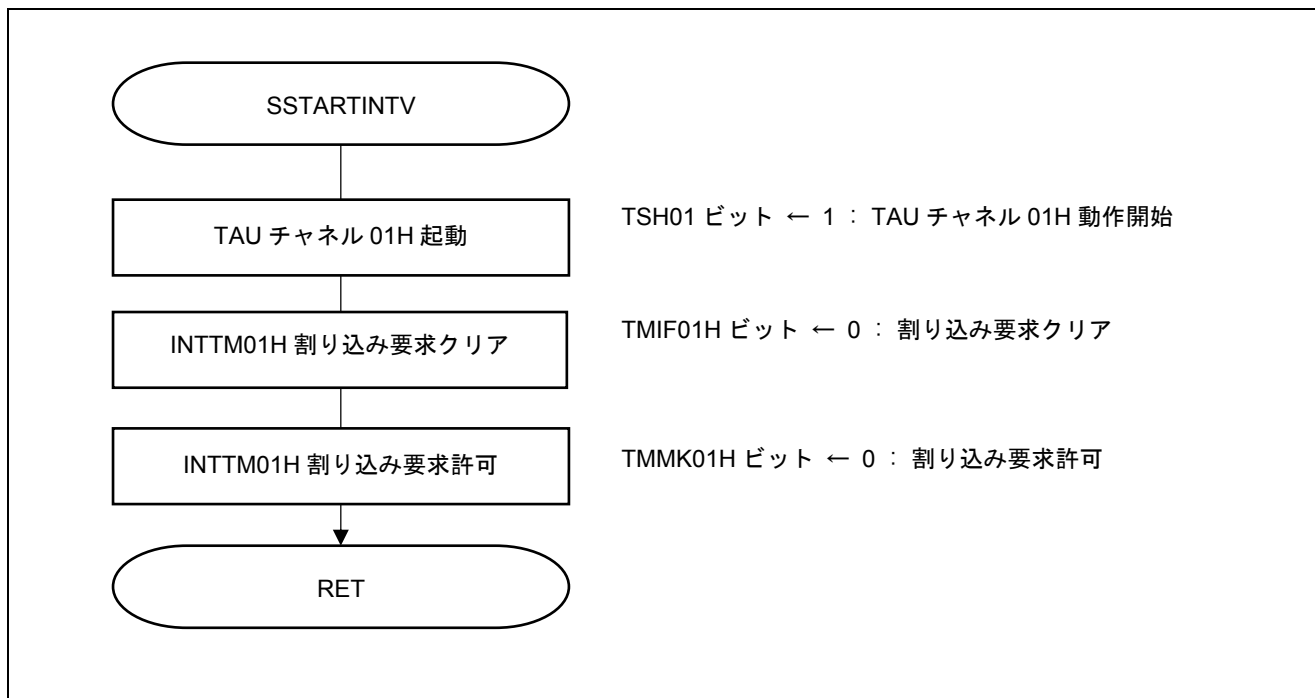 SSTARTINTV
TAU チャネル 01H 起動
TSH01 ビット ← 1 : TAU チャネル 01H 動作開始
INTTM01H 割り込み要求クリア
TMIF01H ビット ← 0 : 割り込み要求クリア
INTTM01H 割り込み要求許可
TMMK01H ビット ← 0 : 割り込み要求許可
RET